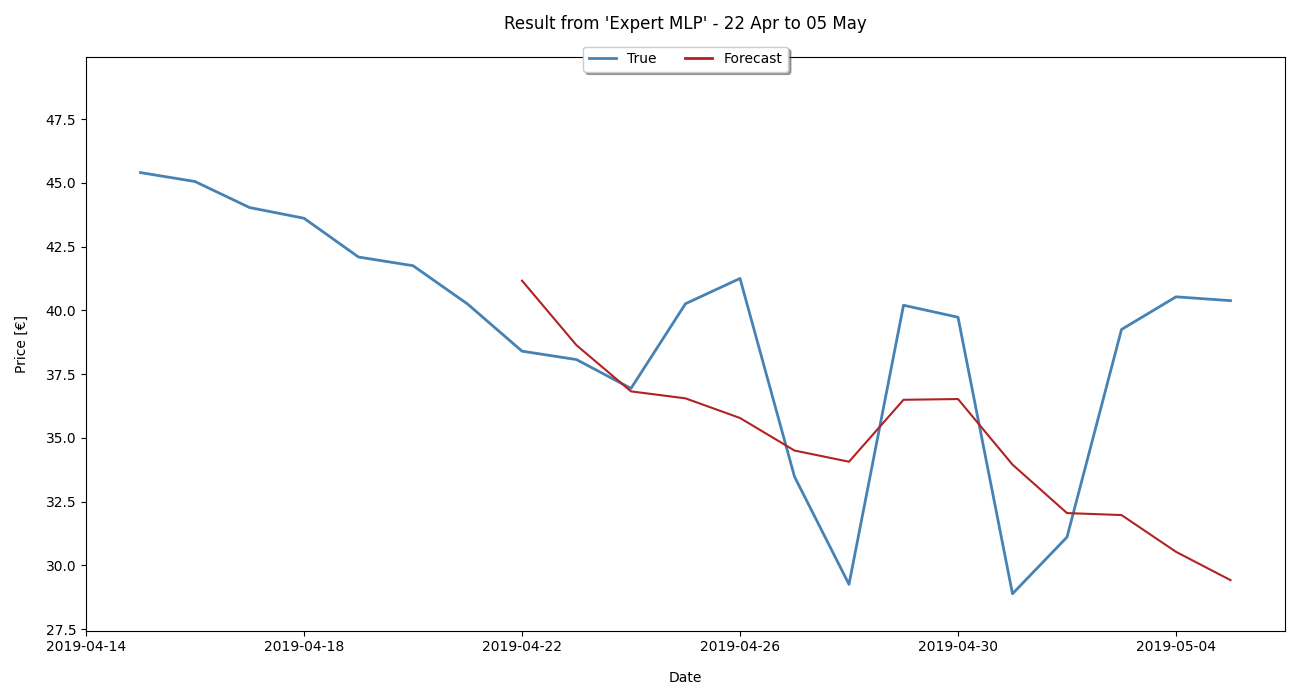 Result from 'Expert MLP' - 22 Apr to 05 May
True Forecast
47.5
45.0
42.5
40.0
37.5
35.0
32.5
30.0
27.5
Price [€]
2019-04-14 2019-04-18 2019-04-22 2019-04-26 2019-04-30 2019-05-04
Date